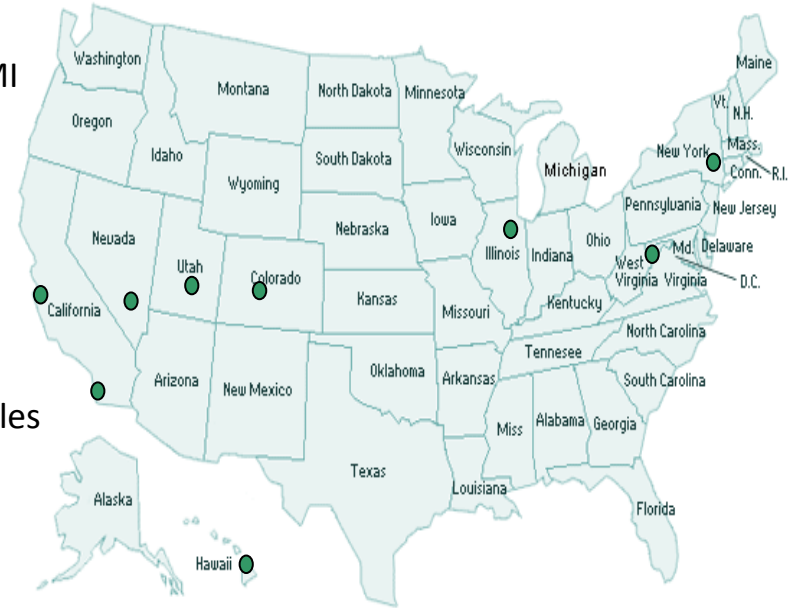 Maine
Washington
MI
Montana
North Dakota
Minnesota
Vt.
N.H.
Oregon
Mass.
Wisconsin
New York
Idaho
South Dakota
Michigan
Conn.
R.I.
Wyoming
Pennsylvania
New Jersey
Iowa
Nebraska
Nevada
Ohio
Md.
Delaware
Illinois
Indiana
Utah
West
Virginia
Virginia
D.C.
Colorado
Kansas
Kentucky
California
Missouri
North Carolina
Tennesee
Oklahoma
Arkansas
South Carolina
Arizona
New Mexico
les
Alabama
Georgia
Miss
Texas
Louisiana
Alaska
Florida
Hawaii